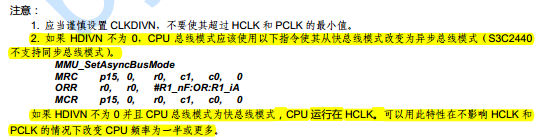 注意：
1. 应当谨慎设置 CLKDIVN，不要使其超过 HCLK 和 PCLK 的最小值。
2. 如果 HDIVN 不为 0，CPU 总线模式应该使用以下指令使其从快总线模式改变为异步总线模式（S3C2440
不支持同步总线模式）。
MMU_SetAsyncBusMode
MRC p15, 0, r0, c1, c0, 0
ORR r0, r0, #R1_nF:OR:R1_iA
MCR p15, 0, r0, c1, c0, 0
如果 HDIVN 不为 0 并且 CPU 总线模式为快总线模式，CPU 运行在 HCLK。可以用此特性在不影响 HCLK 和
PCLK 的情况下改变 CPU 频率为一半或更多。